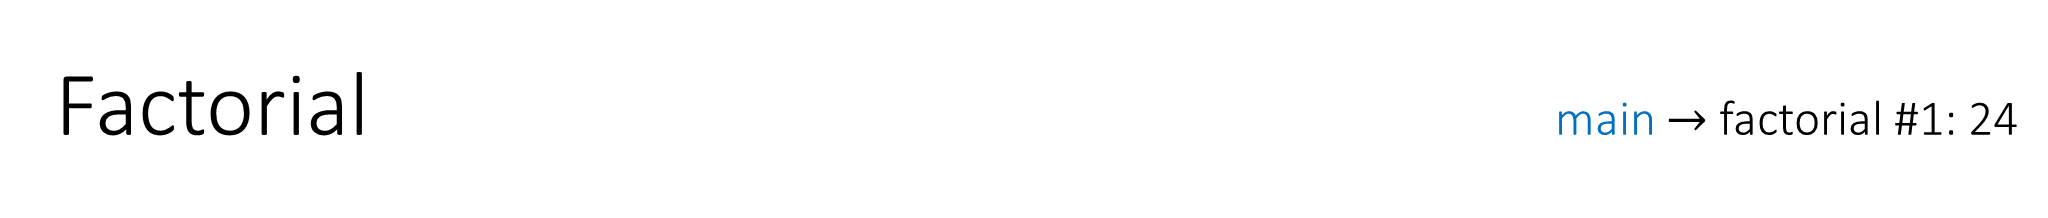 Factorial
main → factorial #1: 24